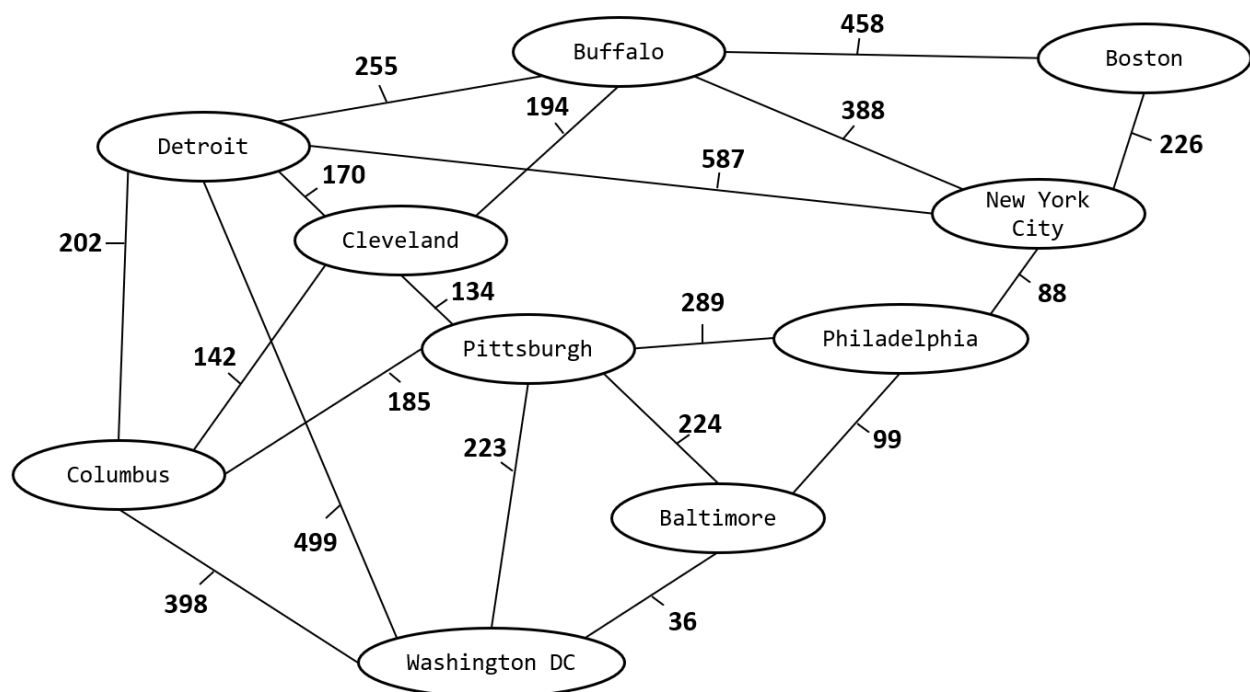 458
Buffalo
Boston
255
194
388
226
Detroit
587
170
New York
City
202
Cleveland
134
289
88
142
Pittsburgh
Philadelphia
185
223
224
99
Columbus
Baltimore
499
398
36
Washington DC